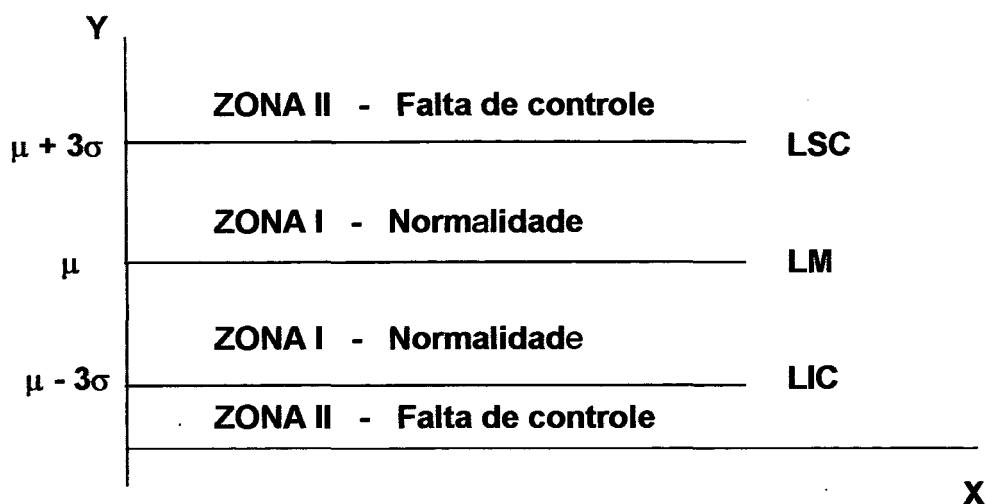 Y
ZONA II - Falta de controle
μ + 3σ LSC
ZONA I - Normalidade
μ LM
ZONA I - Normalidade
μ - 3σ LIC
ZONA II - Falta de controle
X